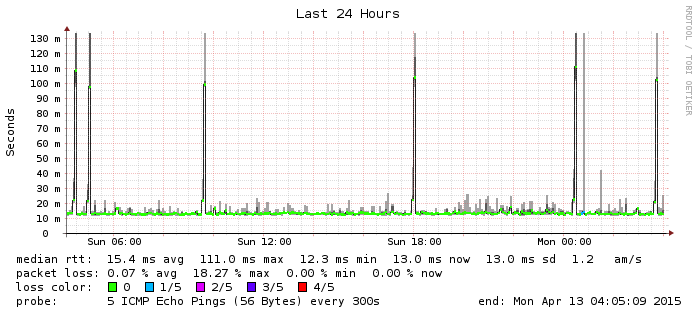 Last 24 Hours
RRDTOOL / TOBI OETIKER
Seconds
130 m
120 m
110 m
100 m
90 m
80 m
70 m
60 m
50 m
40 m
30 m
20 m
10 m
0
Sun 06:00 Sun 12:00 Sun 18:00 Mon 00:00
median rtt: 15.4 ms avg 111.0 ms max 12.3 ms min 13.0 ms now 13.0 ms sd 1.2 am/s
packet loss: 0.07 % avg 18.27 % max 0.00 % min 0.00 % now
loss color: 0 1/5 2/5 3/5 4/5
probe: 5 ICMP Echo Pings (56 Bytes) every 300s end: Mon Apr 13 04:05:09 2015